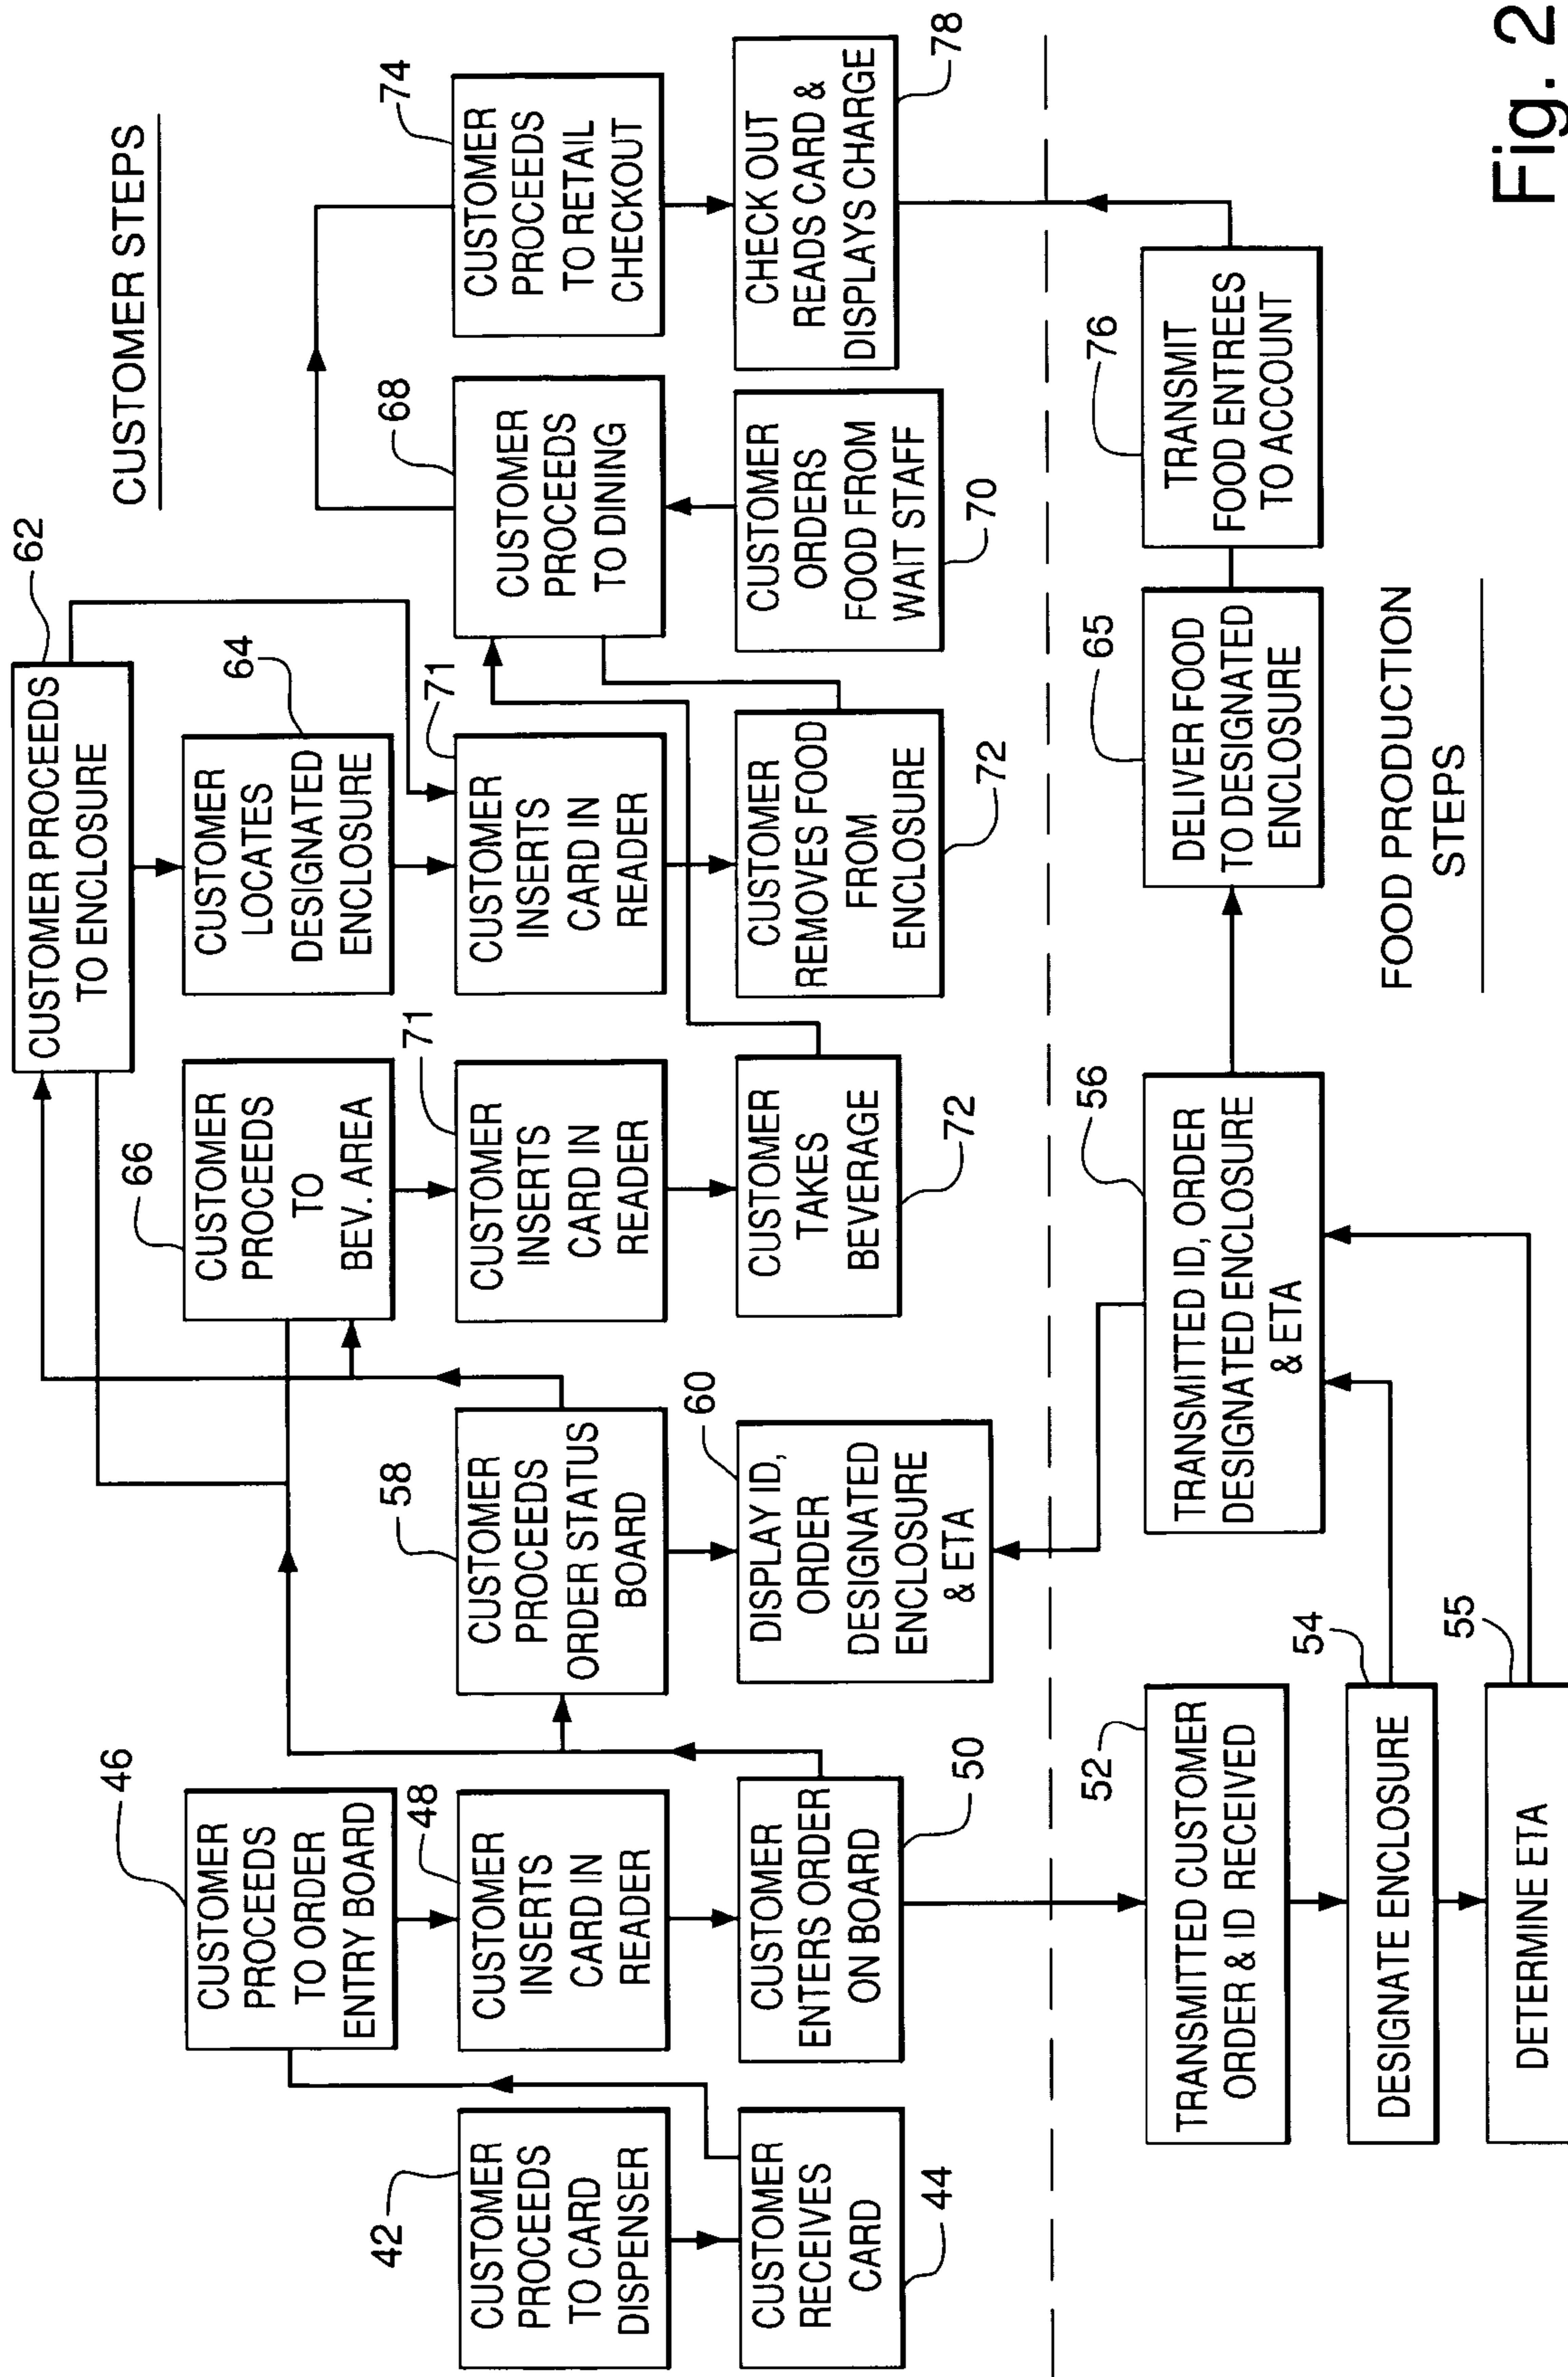 CUSTOMER STEPS
42
CUSTOMER
PROCEEDS
TO CARD
DISPENSER
CUSTOMER
RECEIVES
CARD
44
46
CUSTOMER
PROCEEDS
TO ORDER
ENTRY BOARD
48
CUSTOMER
INSERTS
CARD IN
READER
CUSTOMER
ENTERS ORDER
ON BOARD
50
58
CUSTOMER
PROCEEDS
ORDER STATUS
BOARD
60
DISPLAY ID,
ORDER
DESIGNATED
ENCLOSURE
& ETA
62
CUSTOMER PROCEEDS
TO ENCLOSURE
66
CUSTOMER
PROCEEDS
TO
BEV. AREA
71
CUSTOMER
INSERTS
CARD IN
READER
CUSTOMER
TAKES
BEVERAGE
72
64
CUSTOMER
LOCATES
DESIGNATED
ENCLOSURE
71
CUSTOMER
INSERTS
CARD IN
READER
CUSTOMER
REMOVES FOOD
FROM
ENCLOSURE
72
68
CUSTOMER
PROCEEDS
TO DINING
CUSTOMER
ORDERS
FOOD FROM
WAIT STAFF
70
74
CUSTOMER
PROCEEDS
TO RETAIL
CHECKOUT
CHECK OUT
READS CARD &
DISPLAYS CHARGE
78
52
TRANSMITTED CUSTOMER
ORDER & ID RECEIVED
54
DESIGNATE ENCLOSURE
55
DETERMINE ETA
56
TRANSMITTED ID, ORDER
DESIGNATED ENCLOSURE
& ETA
65
DELIVER FOOD
TO DESIGNATED
ENCLOSURE
76
TRANSMIT
FOOD ENTREES
TO ACCOUNT
FOOD PRODUCTION
STEPS
Fig. 2